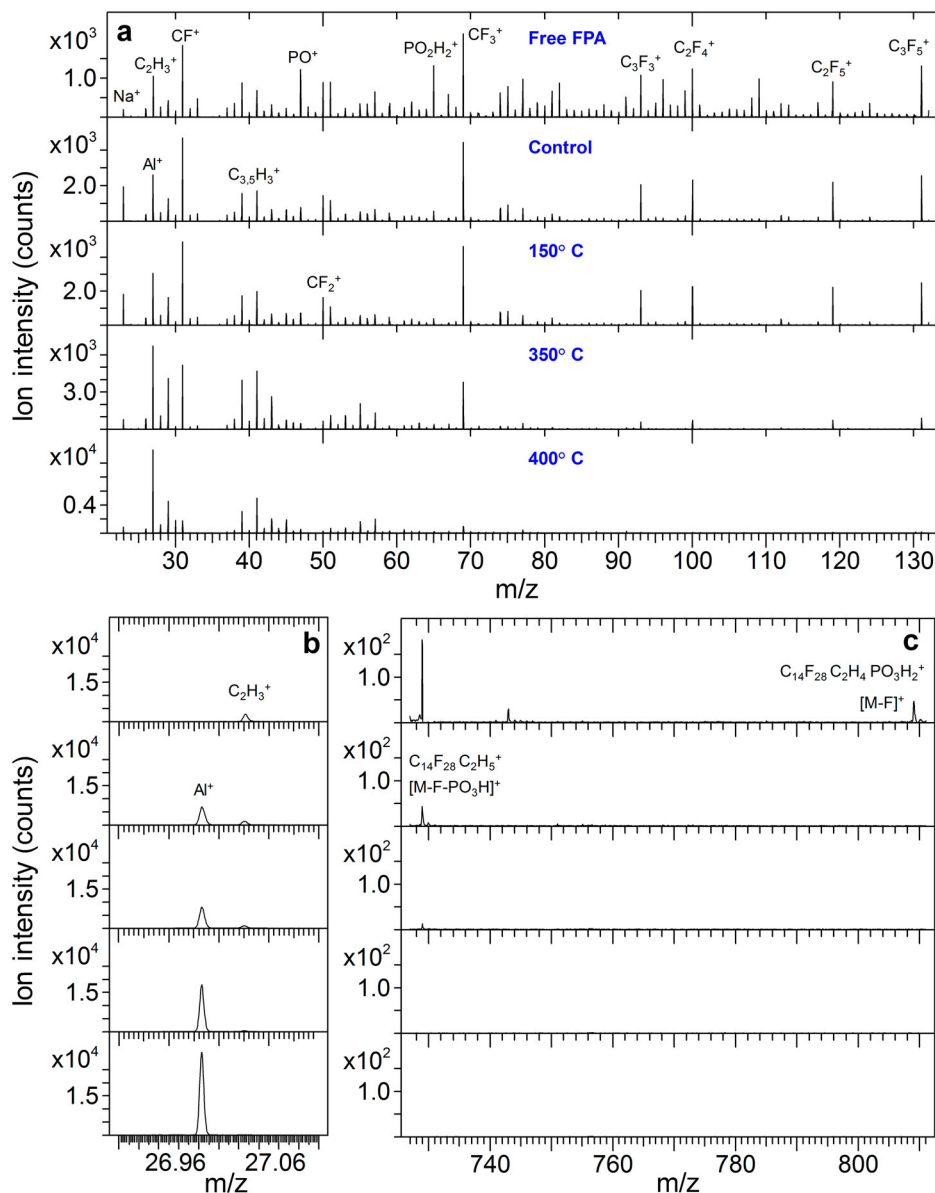 a
x10³
1.0
Na⁺
C₂H₃⁺
CF⁺
PO⁺
PO₂H₂⁺
CF₃⁺
Free FPA
C₃F₃⁺
C₂F₄⁺
C₂F₅⁺
C₃F₅⁺
x10³
2.0
Al⁺
C₃,₅H₃⁺
Control
x10³
2.0
CF₂⁺
150° C
x10³
3.0
350° C
x10⁴
0.4
400° C
Ion intensity (counts)
30 40 50 60 70 80 90 100 110 120 130
m/z
b
x10⁴
1.5
C₂H₃⁺
x10⁴
1.5
Al⁺
x10⁴
1.5
x10⁴
1.5
x10⁴
1.5
Ion intensity (counts)
26.96 27.06
m/z
c
x10²
1.0
C₁₄F₂₈ C₂H₄ PO₃H₂⁺
[M-F]⁺
x10²
1.0
C₁₄F₂₈ C₂H₅⁺
[M-F-PO₃H]⁺
x10²
1.0
x10²
1.0
x10²
1.0
740 760 780 800
m/z